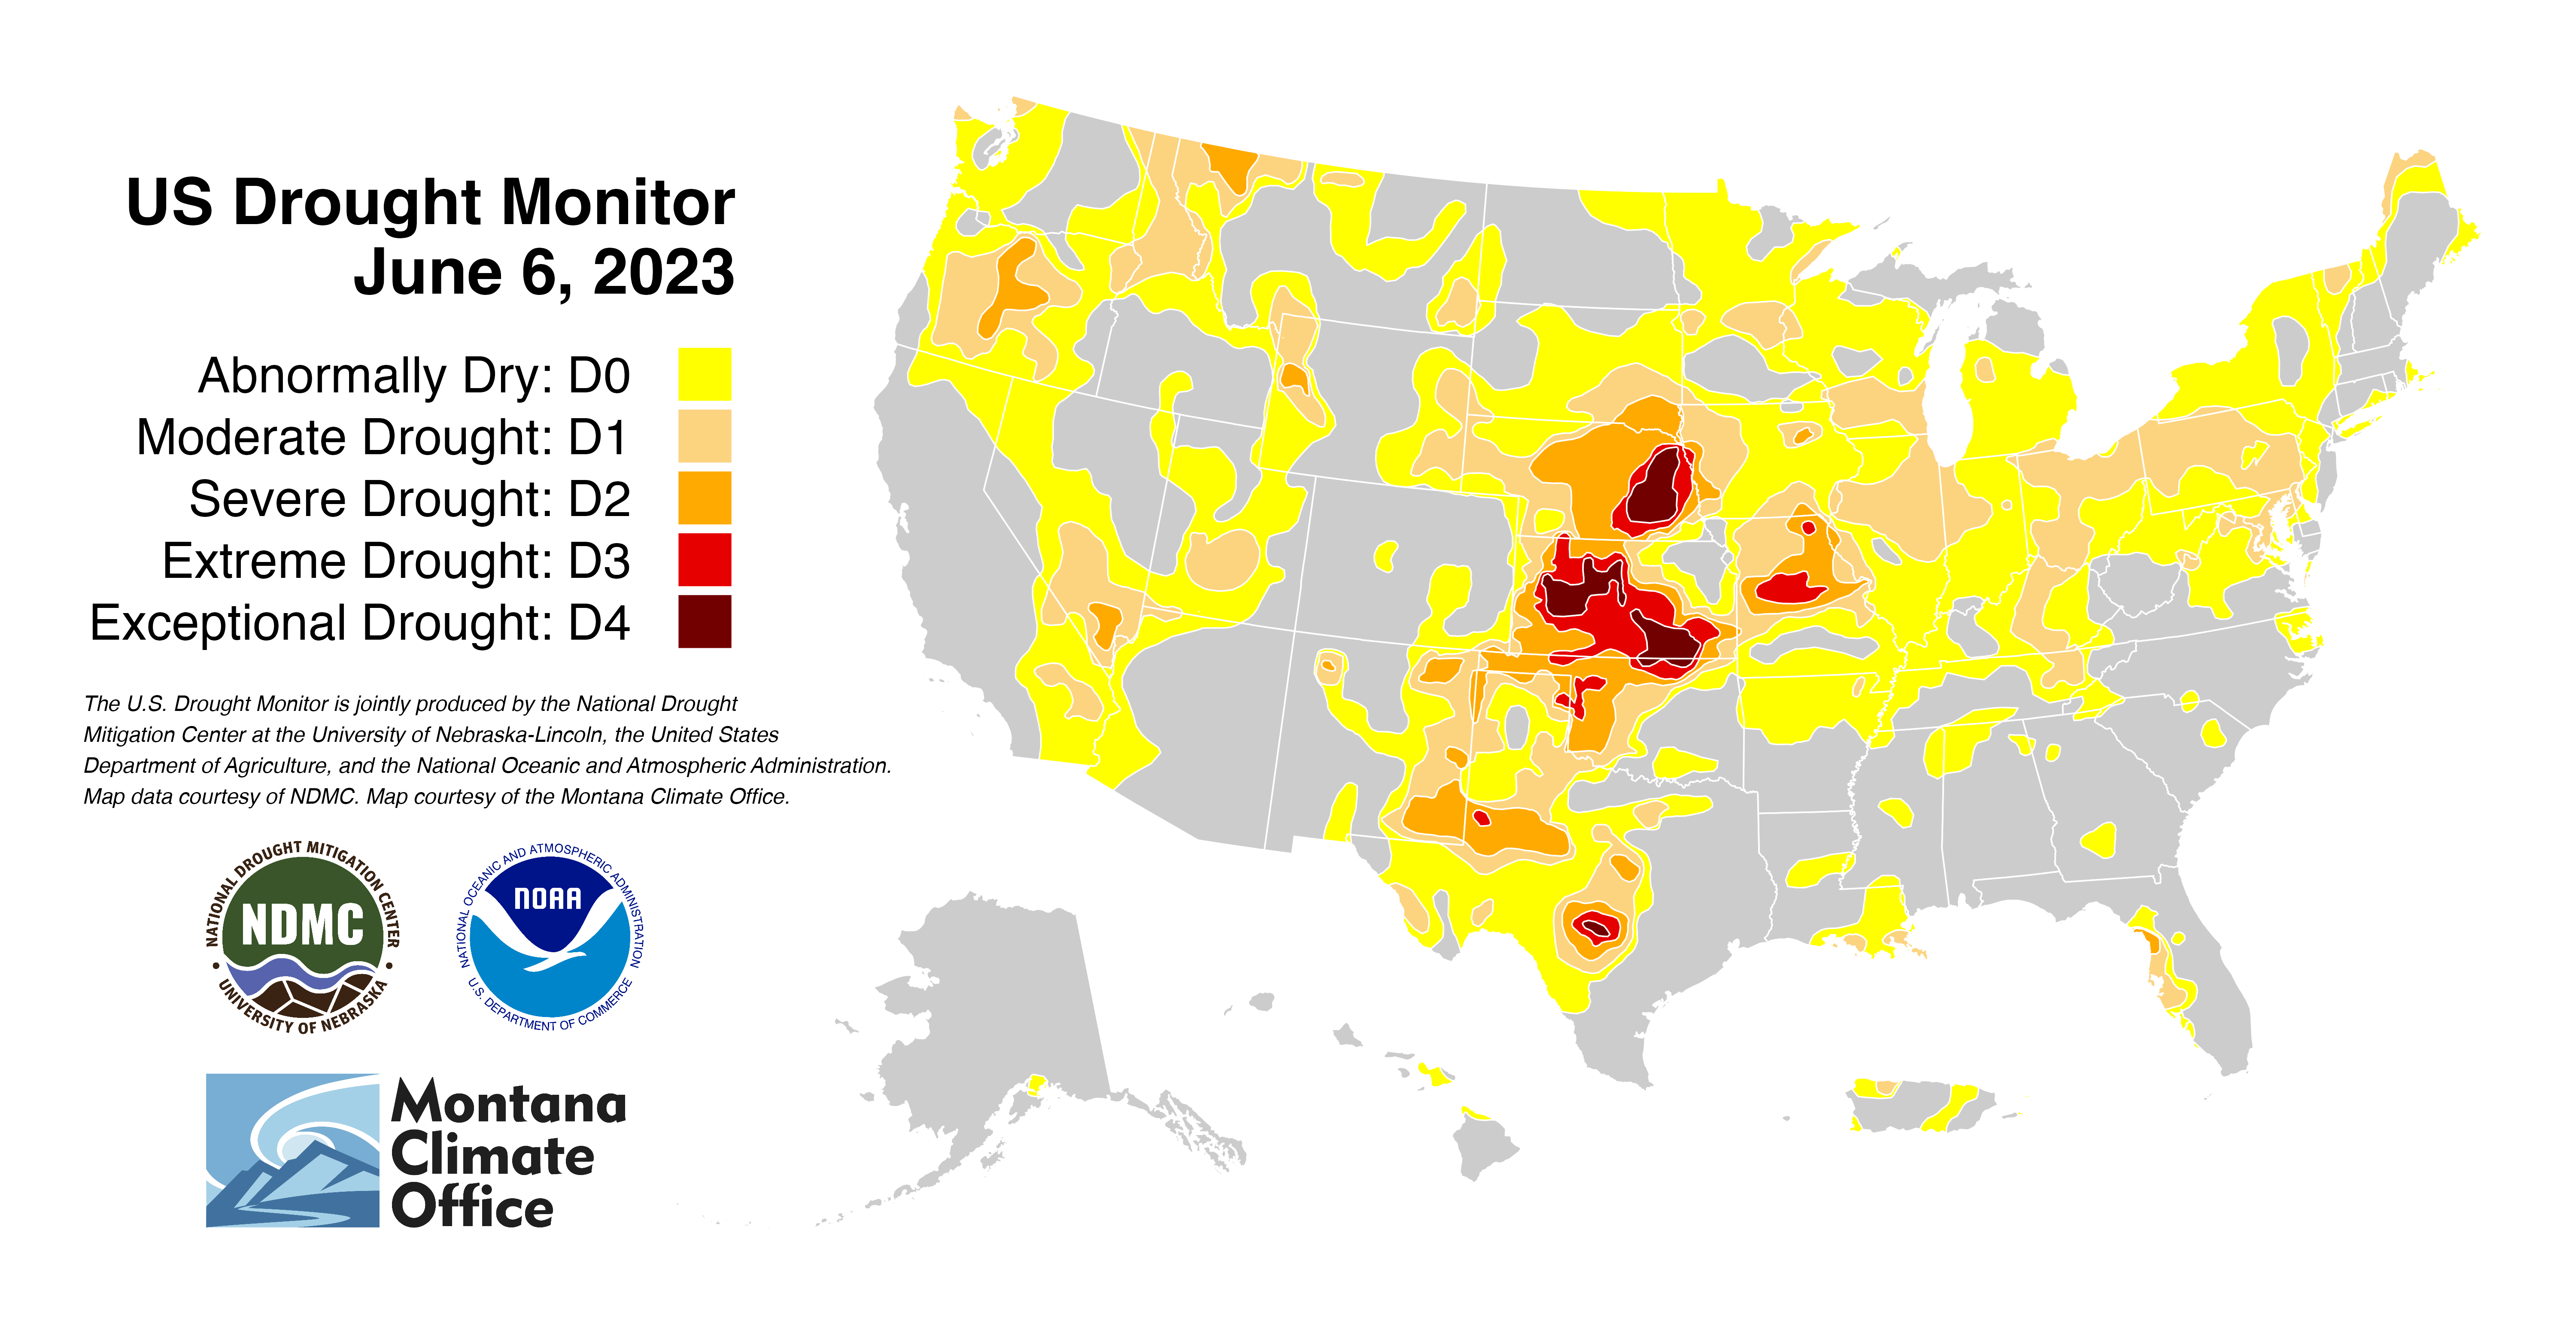 US Drought Monitor
June 6, 2023
Abnormally Dry: D0
Moderate Drought: D1
Severe Drought: D2
Extreme Drought: D3
Exceptional Drought: D4
The U.S. Drought Monitor is jointly produced by the National Drought
Mitigation Center at the University of Nebraska-Lincoln, the United States
Department of Agriculture, and the National Oceanic and Atmospheric Administration.
Map data courtesy of NDMC. Map courtesy of the Montana Climate Office.
NATIONAL DROUGHT MITIGATION CENTER
NDMC
• UNIVERSITY OF NEBRASKA •
NATIONAL OCEANIC AND ATMOSPHERIC ADMINISTRATION
NOAA
U.S. DEPARTMENT OF COMMERCE
Montana
Climate
Office